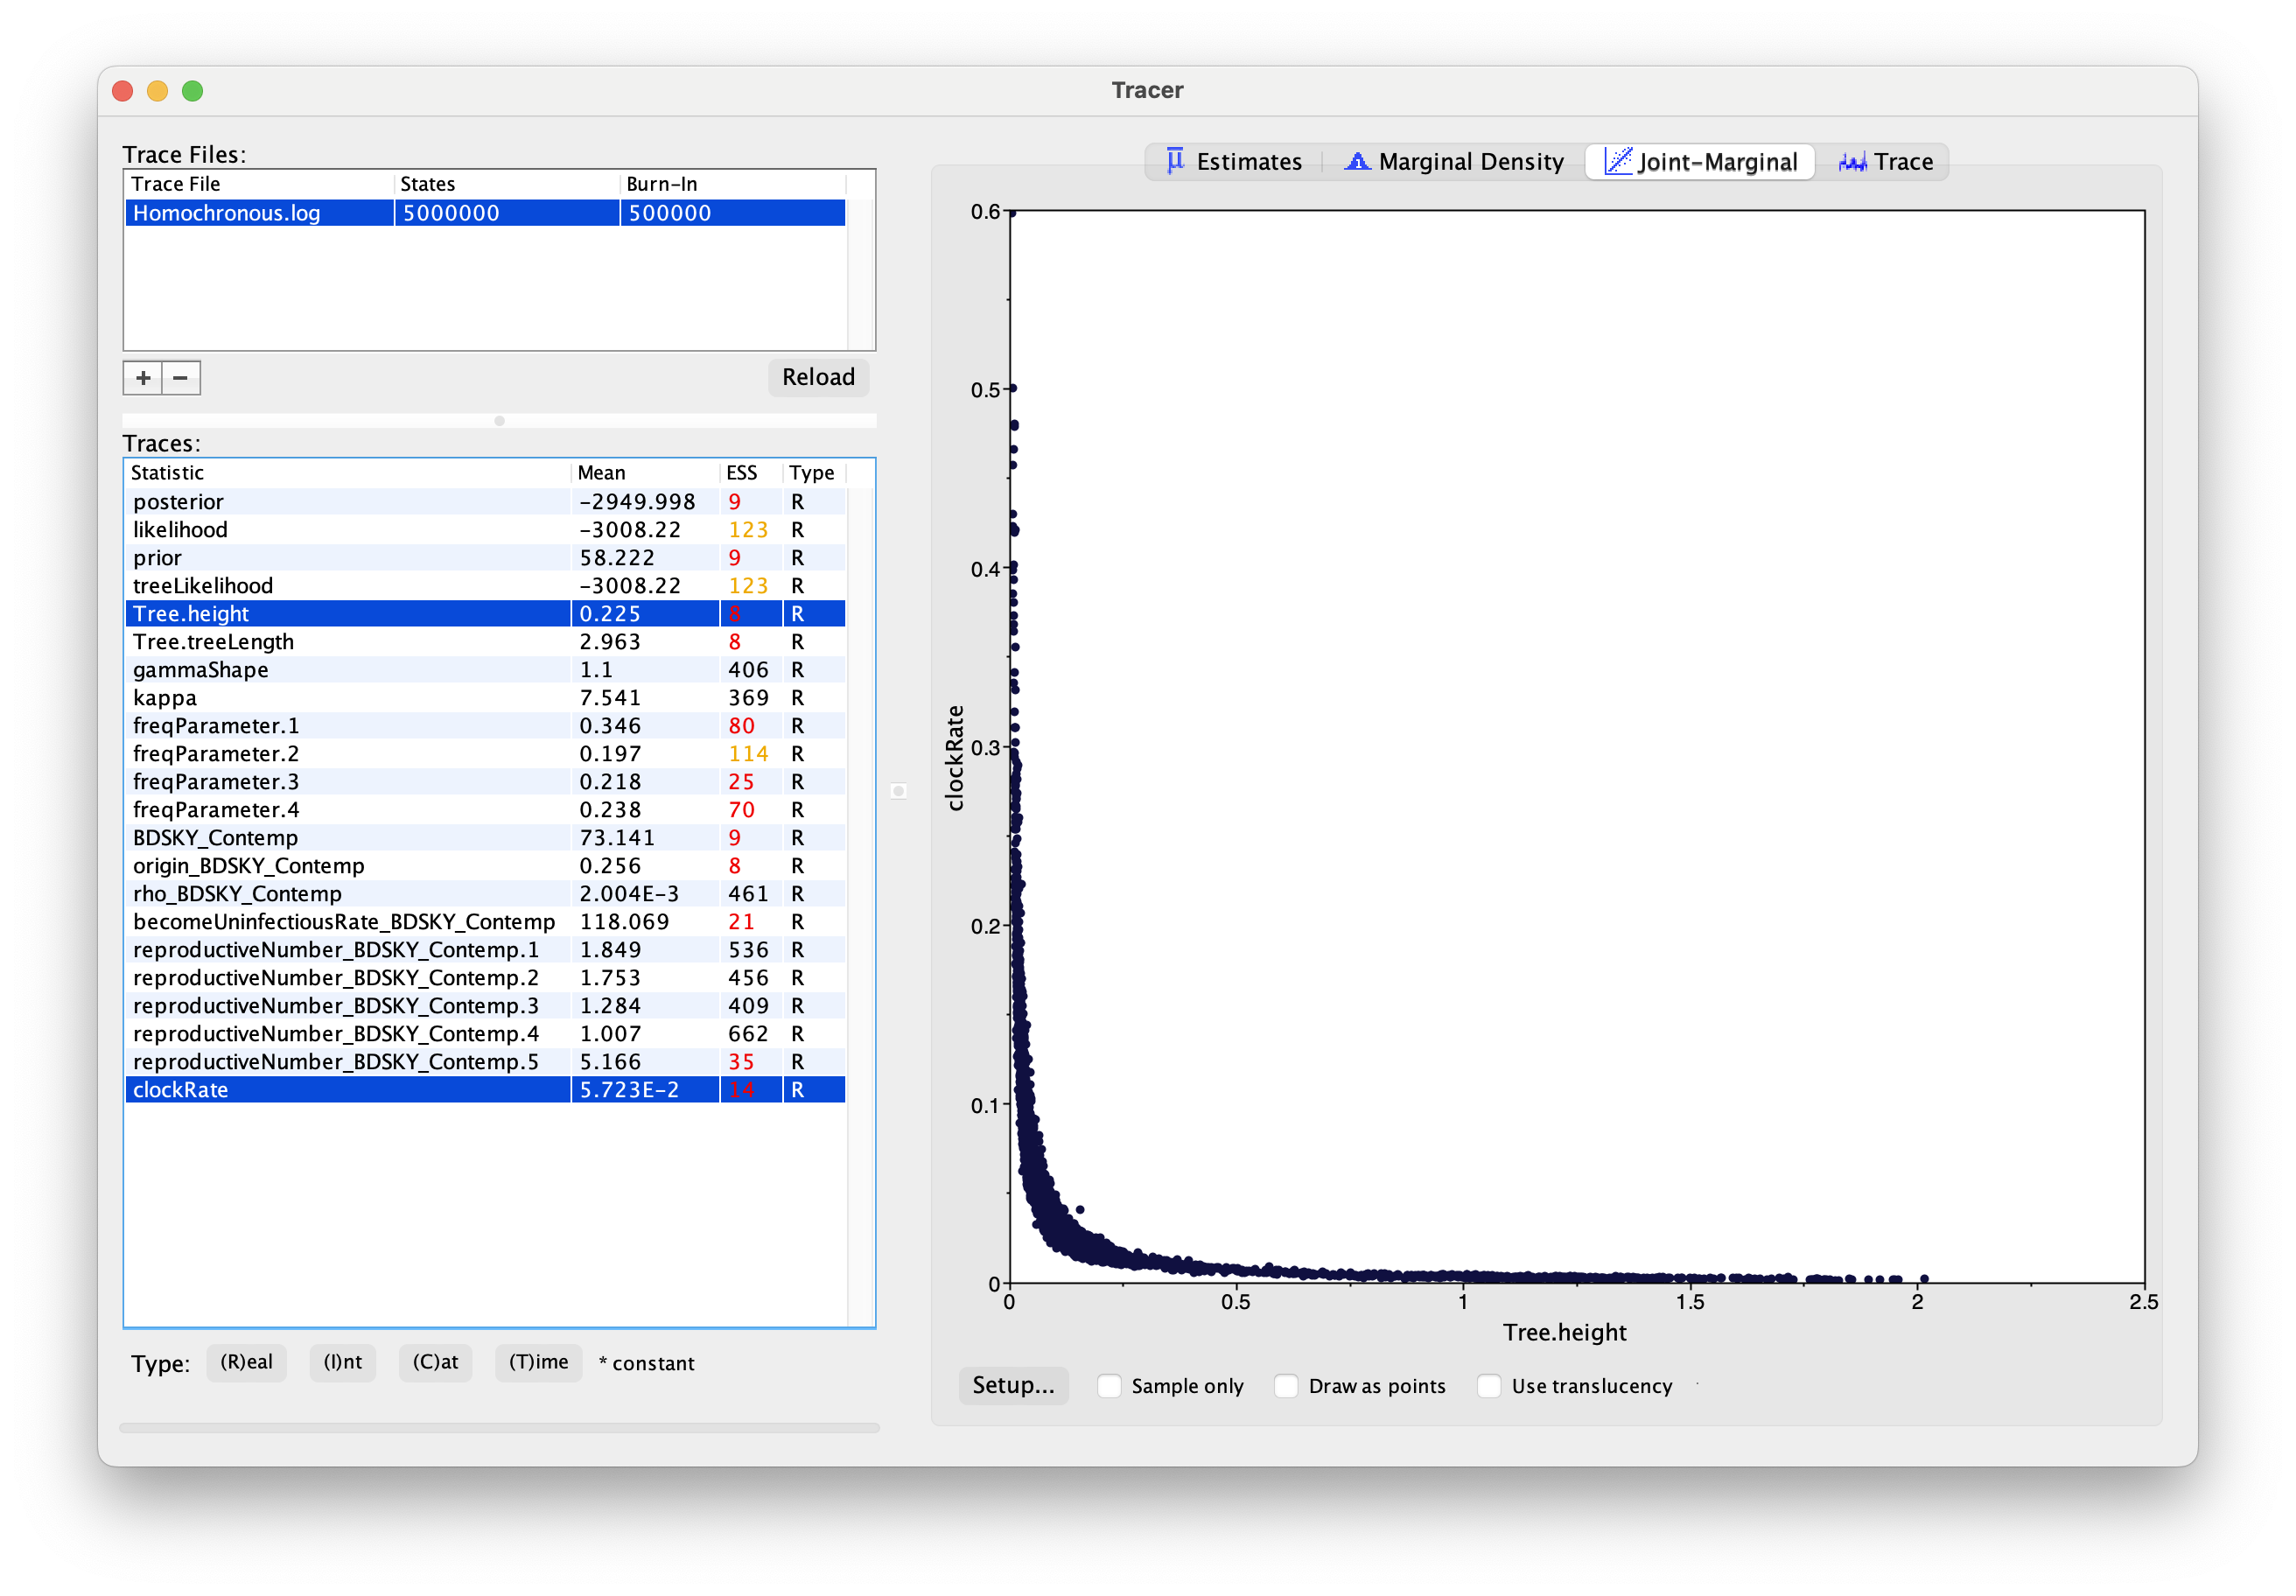 Tracer
Trace Files:
Trace File States Burn-In
Homochronous.log 5000000 500000
+ − Reload
Traces:
Statistic Mean ESS Type
posterior -2949.998 9 R
likelihood -3008.22 123 R
prior 58.222 9 R
treeLikelihood -3008.22 123 R
Tree.height 0.225 8 R
Tree.treeLength 2.963 8 R
gammaShape 1.1 406 R
kappa 7.541 369 R
freqParameter.1 0.346 80 R
freqParameter.2 0.197 114 R
freqParameter.3 0.218 25 R
freqParameter.4 0.238 70 R
BDSKY_Contemp 73.141 9 R
origin_BDSKY_Contemp 0.256 8 R
rho_BDSKY_Contemp 2.004E-3 461 R
becomeUninfectiousRate_BDSKY_Contemp 118.069 21 R
reproductiveNumber_BDSKY_Contemp.1 1.849 536 R
reproductiveNumber_BDSKY_Contemp.2 1.753 456 R
reproductiveNumber_BDSKY_Contemp.3 1.284 409 R
reproductiveNumber_BDSKY_Contemp.4 1.007 662 R
reproductiveNumber_BDSKY_Contemp.5 5.166 35 R
clockRate 5.723E-2 14 R
Type: (R)eal (I)nt (C)at (T)ime * constant
Estimates Marginal Density Joint-Marginal Trace
0.6
0.5
0.4
0.3
0.2
0.1
0
clockRate
0 0.5 1 1.5 2 2.5
Tree.height
Setup... Sample only Draw as points Use translucency